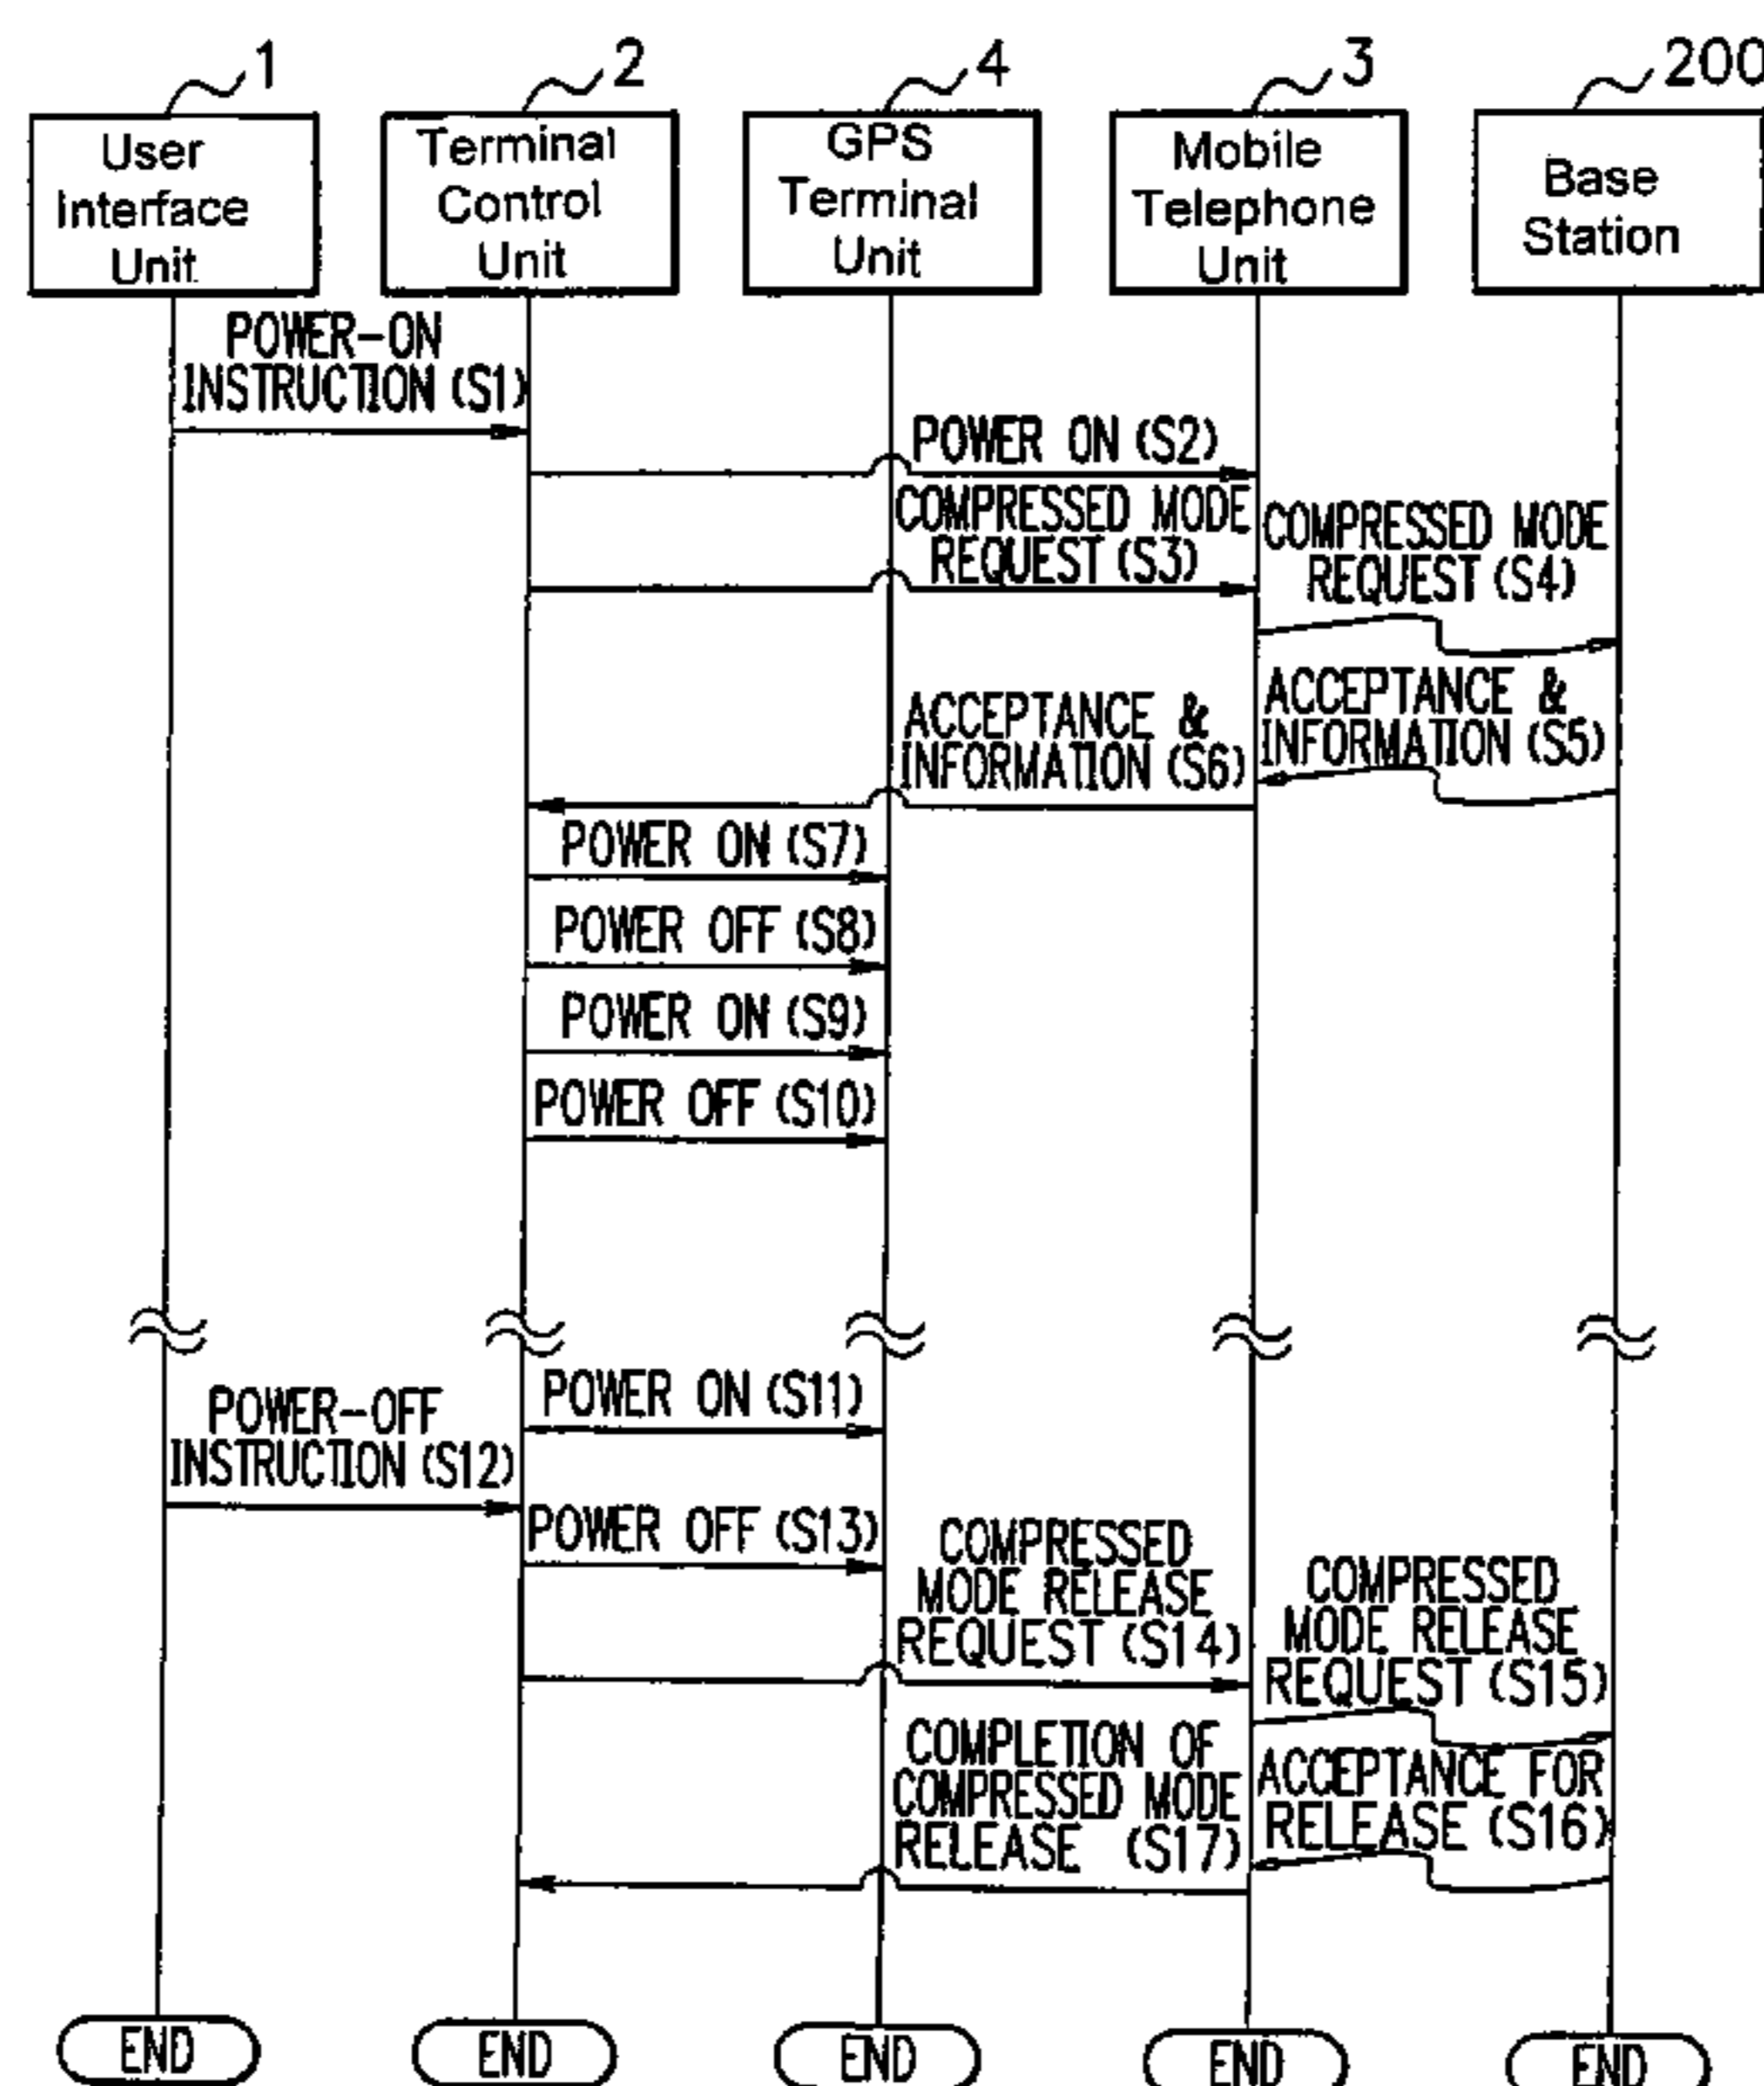 1
2
4
3
200
User
Interface
Unit
Terminal
Control
Unit
GPS
Terminal
Unit
Mobile
Telephone
Unit
Base
Station
POWER-ON
INSTRUCTION (S1)
POWER ON (S2)
COMPRESSED MODE
REQUEST (S3)
COMPRESSED MODE
REQUEST (S4)
ACCEPTANCE &
INFORMATION (S5)
ACCEPTANCE &
INFORMATION (S6)
POWER ON (S7)
POWER OFF (S8)
POWER ON (S9)
POWER OFF (S10)
POWER ON (S11)
POWER-OFF
INSTRUCTION (S12)
POWER OFF (S13)
COMPRESSED
MODE RELEASE
REQUEST (S14)
COMPRESSED
MODE RELEASE
REQUEST (S15)
ACCEPTANCE FOR
RELEASE (S16)
COMPLETION OF
COMPRESSED MODE
RELEASE (S17)
END
END
END
END
END